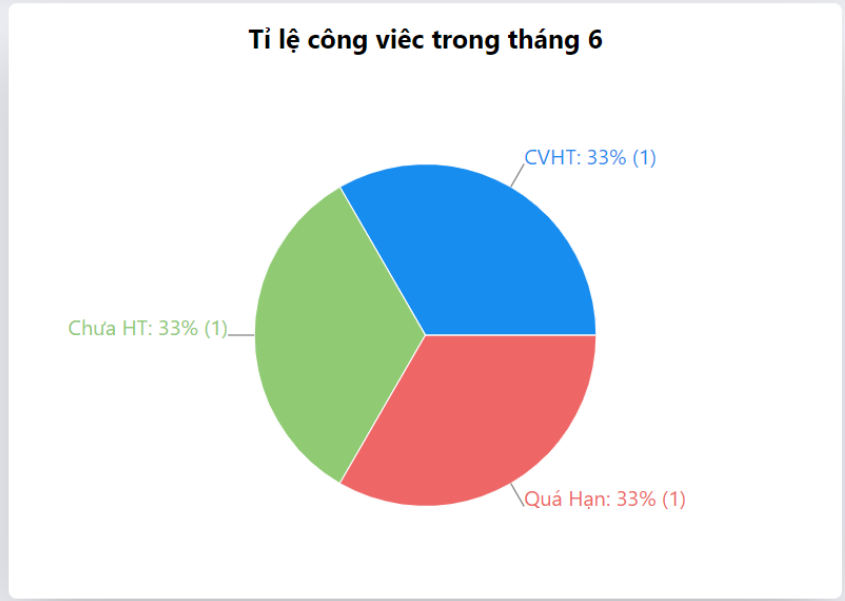 Tỉ lệ công viêc trong tháng 6
CVHT: 33% (1)
Chưa HT: 33% (1)
Quá Hạn: 33% (1)